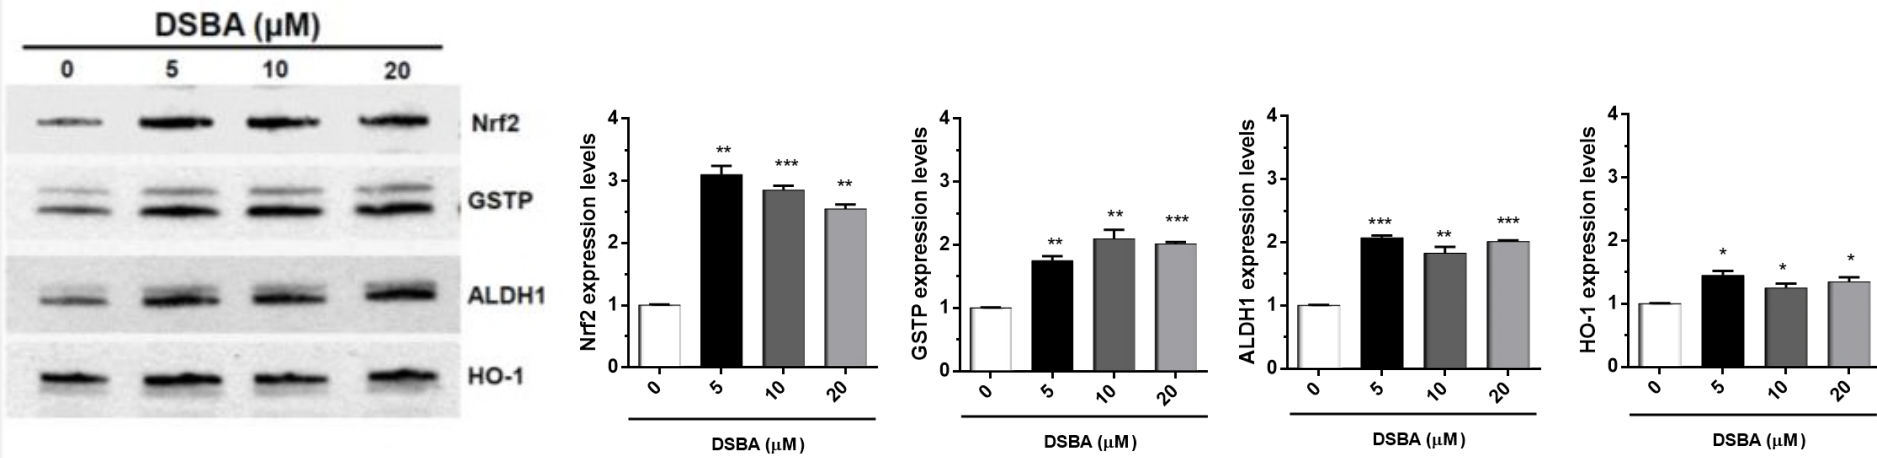 DSBA (µM)
0 5 10 20
Nrf2
GSTP
ALDH1
HO-1
Nrf2 expression levels
4
3
2
1
0
** *** **
0 5 10 20
DSBA (µM)
GSTP expression levels
4
3
2
1
0
** ** ***
0 5 10 20
DSBA (µM)
ALDH1 expression levels
4
3
2
1
0
*** ** ***
0 5 10 20
DSBA (µM)
HO-1 expression levels
4
3
2
1
0
* * *
0 5 10 20
DSBA (µM)